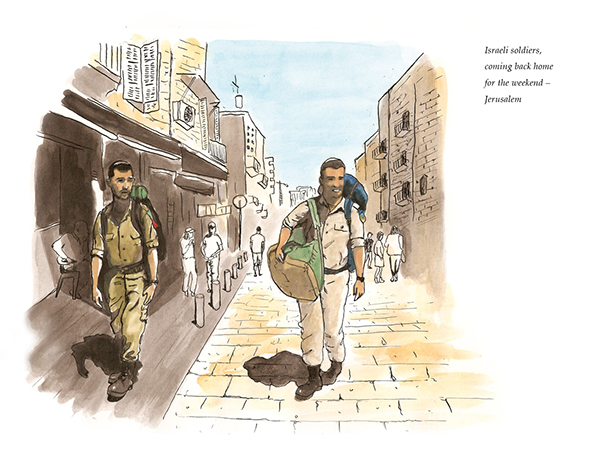 Israeli soldiers,
coming back home
for the weekend –
Jerusalem